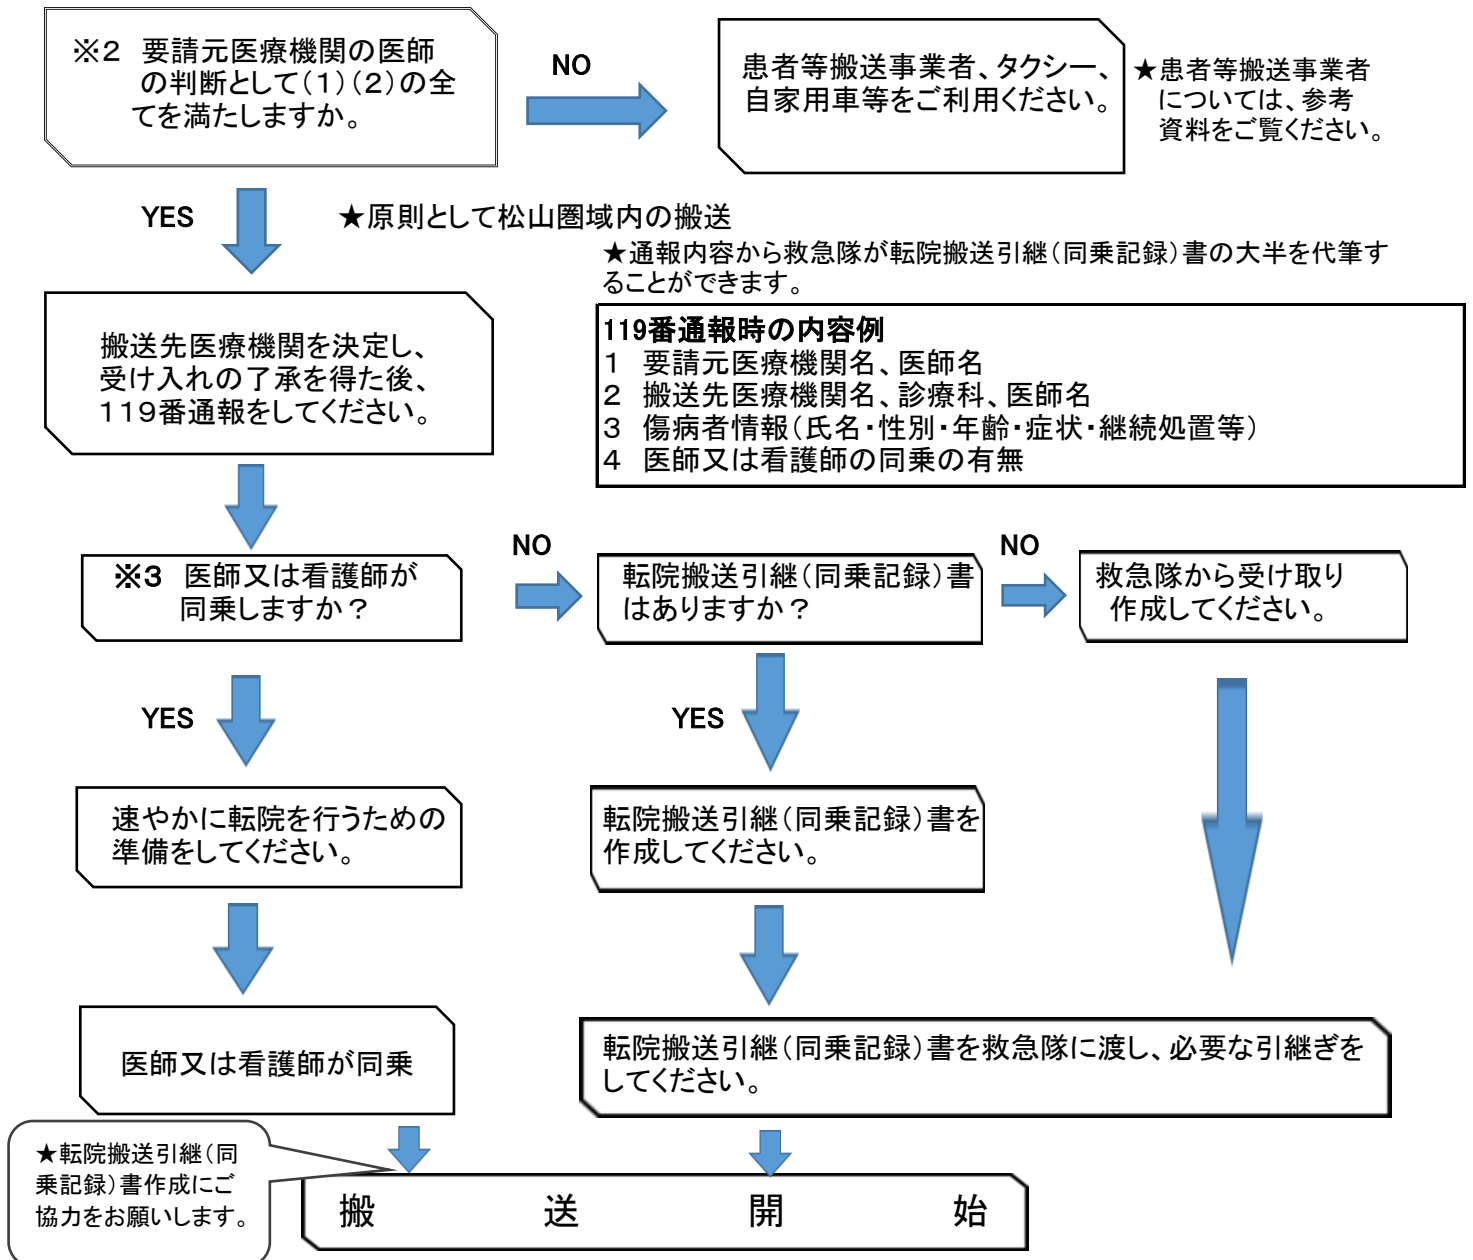 ※2 要請元医療機関の医師
の判断として(1)(2)の全
てを満たしますか。
NO
患者等搬送事業者、タクシー、
自家用車等をご利用ください。
★患者等搬送事業者
については、参考
資料をご覧ください。
YES
★原則として松山圏域内の搬送
★通報内容から救急隊が転院搬送引継(同乗記録)書の大半を代筆す
ることができます。
搬送先医療機関を決定し、
受け入れの了承を得た後、
119番通報をしてください。
119番通報時の内容例
1 要請元医療機関名、医師名
2 搬送先医療機関名、診療科、医師名
3 傷病者情報(氏名・性別・年齢・症状・継続処置等)
4 医師又は看護師の同乗の有無
※3 医師又は看護師が
同乗しますか?
NO
転院搬送引継(同乗記録)書
はありますか?
NO
救急隊から受け取り
作成してください。
YES
YES
速やかに転院を行うための
準備をしてください。
転院搬送引継(同乗記録)書を
作成してください。
医師又は看護師が同乗
転院搬送引継(同乗記録)書を救急隊に渡し、必要な引継ぎを
してください。
★転院搬送引継(同
乗記録)書作成にご
協力をお願いします。
搬 送 開 始